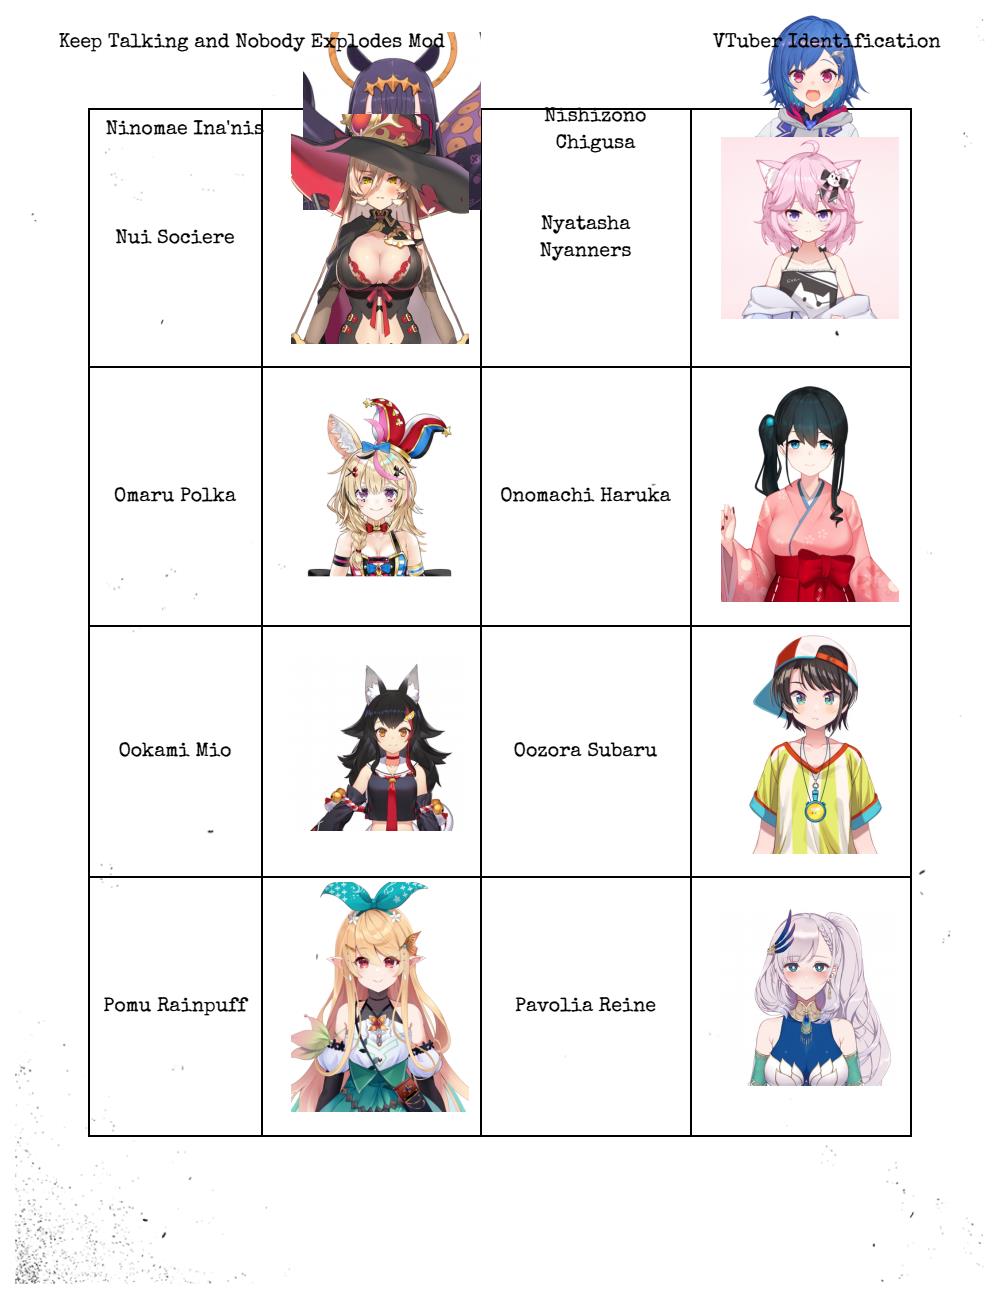 Keep Talking and Nobody Explodes Mod
VTuber Identification
Ninomae Ina'nis
Nishizono
Chigusa
Nui Sociere
Nyatasha
Nyanners
Omaru Polka
Onomachi Haruka
Ookami Mio
Oozora Subaru
Pomu Rainpuff
Pavolia Reine